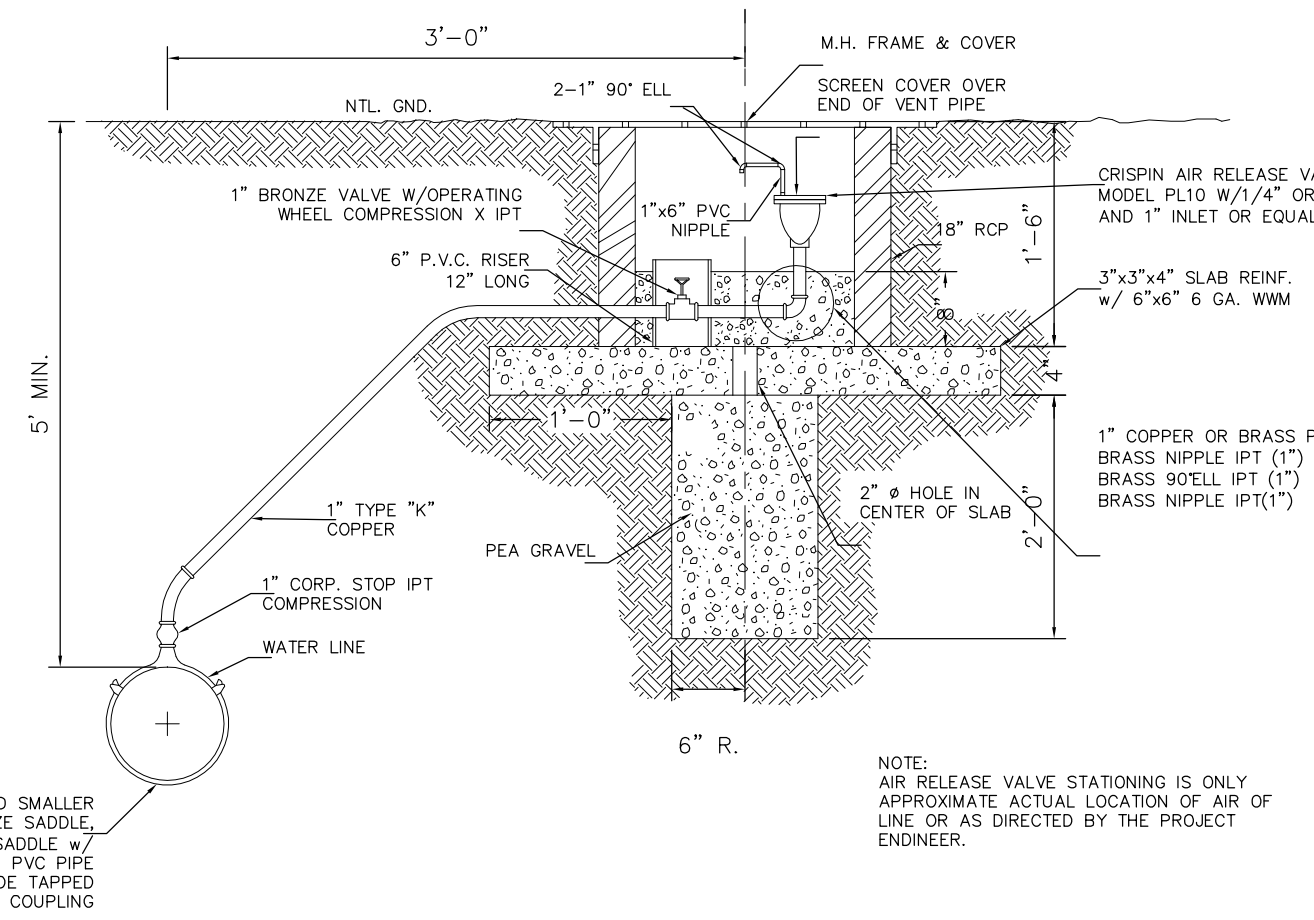 3'-0"
M.H. FRAME & COVER
2-1" 90° ELL
SCREEN COVER OVER
END OF VENT PIPE
NTL. GND.
CRISPIN AIR RELEASE
MODEL PL10 W/1/4" OR
AND 1" INLET OR EQUAL
1" BRONZE VALVE W/OPERATING
WHEEL COMPRESSION X IPT
1"x6" PVC
NIPPLE
18" RCP
1'-6"
6" P.V.C. RISER
12" LONG
3"x3"x4" SLAB REINF.
w/ 6"x6" 6 GA. WWM
8"
4"
5' MIN.
1'-0"
1" COPPER OR BRASS
BRASS NIPPLE IPT (1")
BRASS 90°ELL IPT (1")
BRASS NIPPLE IPT(1")
2" ø HOLE IN
CENTER OF SLAB
2'-0"
1" TYPE "K"
COPPER
PEA GRAVEL
1" CORP. STOP IPT
COMPRESSION
WATER LINE
6" R.
NOTE:
AIR RELEASE VALVE STATIONING IS ONLY
APPROXIMATE ACTUAL LOCATION OF AIR OF
LINE OR AS DIRECTED BY THE PROJECT
ENDINEER.
SMALLER
SADDLE,
SADDLE w/
PVC PIPE
TAPPED
COUPLING